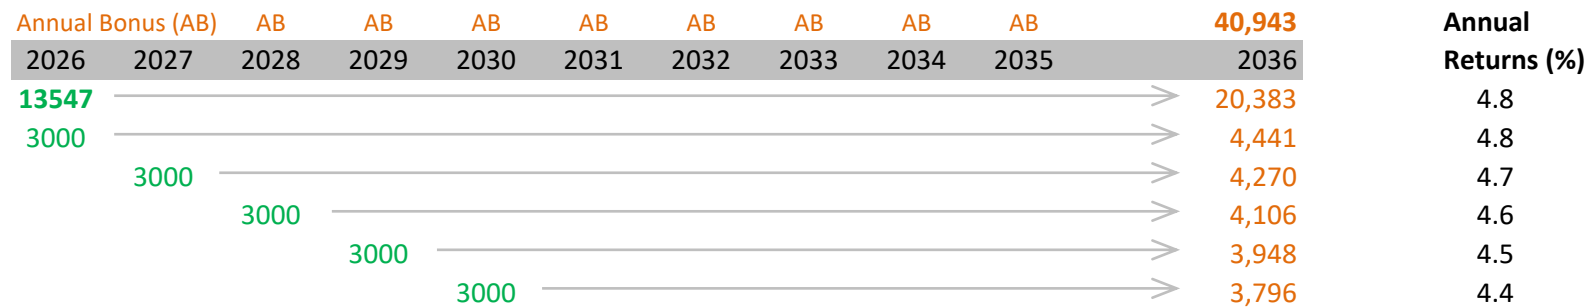 Annual Bonus (AB) AB AB AB AB AB AB AB AB 40,943 Annual
2026 2027 2028 2029 2030 2031 2032 2033 2034 2035 2036 Returns (%)
13547 20,383 4.8
3000 4,441 4.8
3000 4,270 4.7
3000 4,106 4.6
3000 3,948 4.5
3000 3,796 4.4